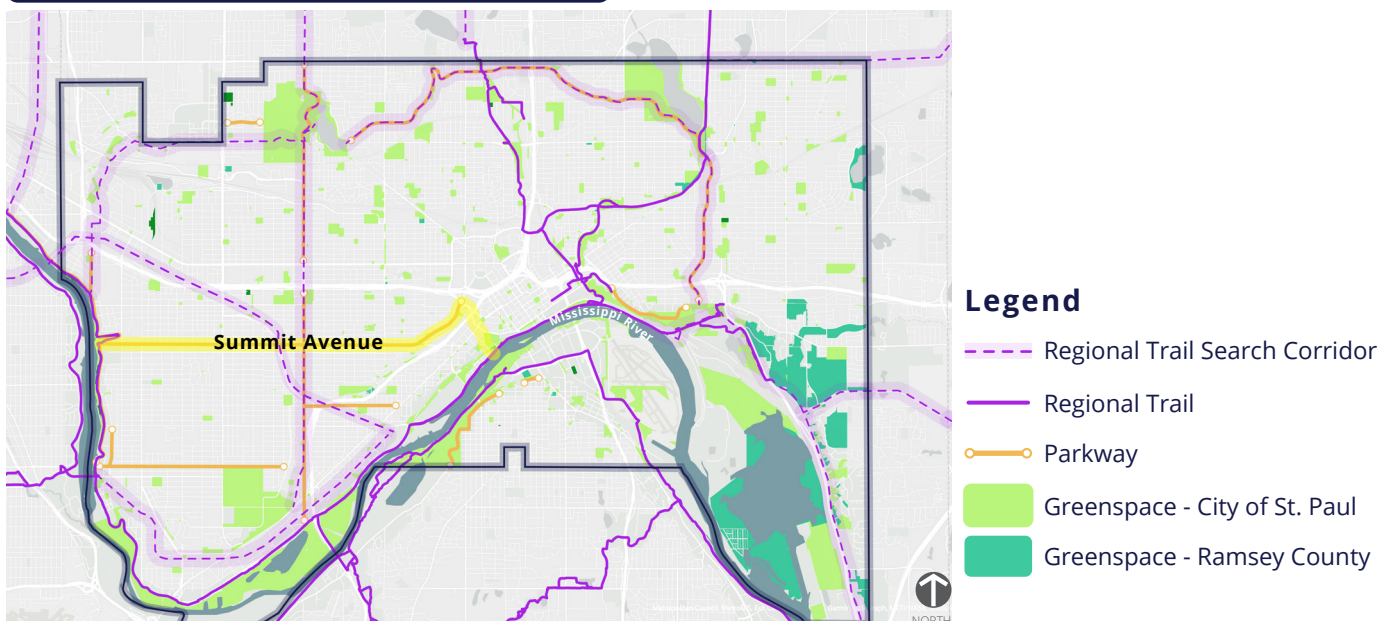 Summit Avenue
Mississippi River
Legend
Regional Trail Search Corridor
Regional Trail
Parkway
Greenspace - City of St. Paul
Greenspace - Ramsey County
NORTH